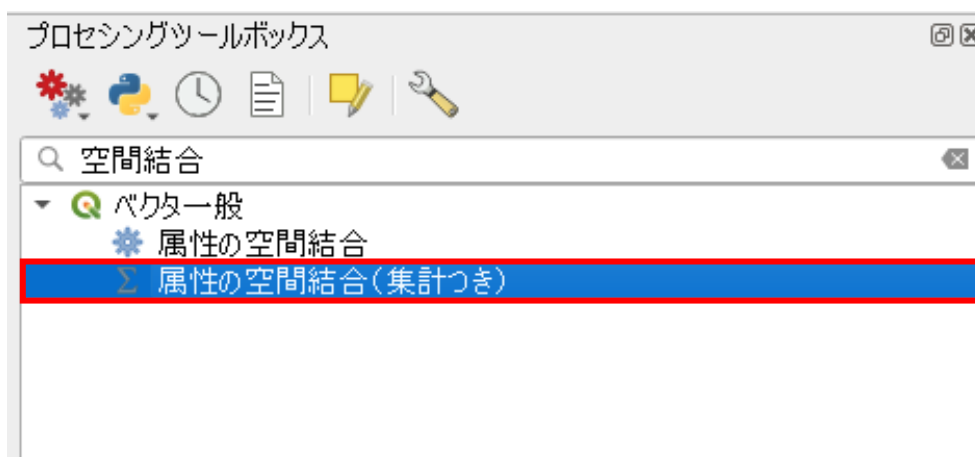 プロセシングツールボックス
空間結合
ベクタ一般
属性の空間結合
属性の空間結合(集計つき)